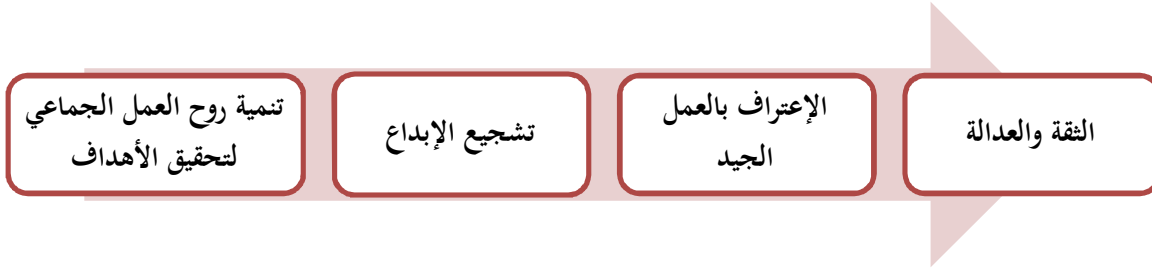 الثقة والعدالة
الإعتراف بالعمل
الجيد
تشجيع الإبداع
تنمية روح العمل الجماعي
لتحقيق الأهداف